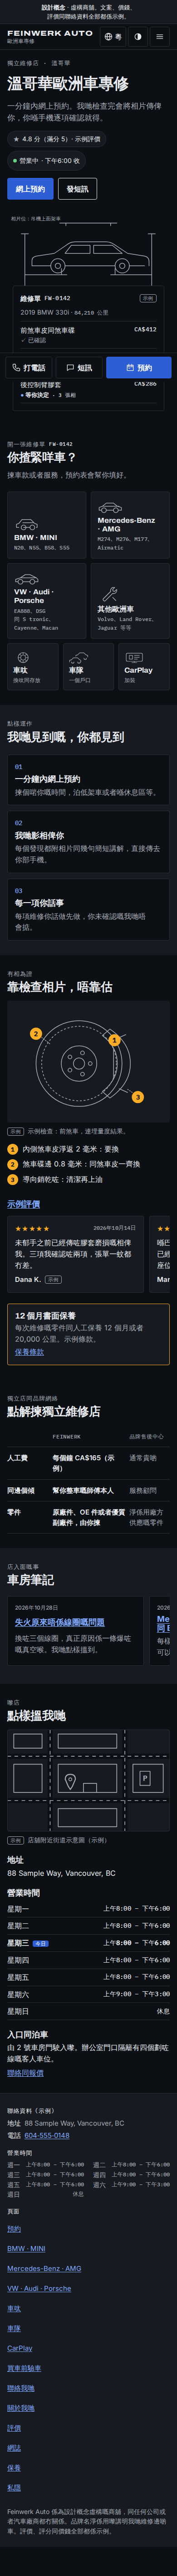 設計概念 · 虛構商舖。文案、價錢、
評價同聯絡資料全部都係示例。
FEINWERK AUTO
歐洲車專修
粵
獨立維修店 · 溫哥華
溫哥華歐洲車專修
一分鐘內網上預約。我哋檢查完會將相片傳俾
你，你喺手機逐項確認就得。
★ 4.8 分（滿分 5）· 示例評價
營業中 · 下午6:00 收
網上預約
發短訊
相片位：吊機上面架車
維修單 FW-0142
示例
2019 BMW 330i · 84,210 公里
前煞車皮同煞車碟
CA$412
✓ 已確認
打電話
短訊
預約
後控制臂膠套
CA$286
● 等你決定 · 3 張相
開一張維修單 FW-0142
你揸緊咩車？
揀車款或者服務，預約表會幫你填好。
BMW · MINI
N20, N55, B58, S55
Mercedes-Benz
· AMG
M274, M276, M177,
Airmatic
VW · Audi ·
Porsche
EA888, DSG
同 S tronic,
Cayenne, Macan
其他歐洲車
Volvo, Land Rover,
Jaguar 等等
車呔
換收同存放
車隊
一個戶口
CarPlay
加裝
點樣運作
我哋見到嘅，你都見到
01
一分鐘內網上預約
揀個啱你嘅時間，泊低架車或者喺休息區等。
02
我哋影相俾你
每個發現都附相片同幾句簡短講解，直接傳去
你部手機。
03
每一項你話事
每項維修你話做先做，你未確認嘅我哋唔
會掂。
有相為證
靠檢查相片，唔靠估
2
1
3
示例
示例檢查：前煞車，連埋量度結果。
1
內側煞車皮淨返 2 毫米：要換
2
煞車碟邊 0.8 毫米：同煞車皮一齊換
3
導向銷乾咗：清潔再上油
示例評價
★★★★★
2026年10月14日
未郁手之前已經傳咗膠套磨損嘅相俾
我。三項我確認咗兩項，張單一蚊都
冇差。
Dana K.
示例
12 個月書面保養
每次維修嘅零件同人工保養 12 個月或者
20,000 公里。示例條款。
保養條款
獨立店同品牌網絡
點解揀獨立維修店
FEINWERK
品牌售後中心
人工費
每個鐘 CA$165（示
例）
通常貴啲
同邊個傾
幫你整車嘅師傅本人
服務顧問
零件
原廠件、OE 件或者優質
副廠件，由你揀
淨係用廠方
供應嘅零件
店入面嘅事
車房筆記
2026年10月28日
失火原來唔係線圈嘅問題
換咗三個線圈，真正原因係一條爆咗
嘅真空喉。我哋點樣搵到。
嚟店
點樣搵我哋
P
示例
店舖附近街道示意圖（示例）
地址
88 Sample Way, Vancouver, BC
營業時間
星期一
上午8:00 – 下午6:00
星期二
上午8:00 – 下午6:00
星期三 今日
上午8:00 – 下午6:00
星期四
上午8:00 – 下午6:00
星期五
上午8:00 – 下午6:00
星期六
上午9:00 – 下午3:00
星期日
休息
入口同泊車
由 2 號車房門駛入嚟。辦公室門口隔籬有四個劃咗
線嘅客人車位。
聯絡同報價
聯絡資料（示例）
地址 88 Sample Way, Vancouver, BC
電話 604-555-0148
營業時間
週一 上午8:00 – 下午6:00
週二 上午8:00 – 下午6:00
週三 上午8:00 – 下午6:00
週四 上午8:00 – 下午6:00
週五 上午8:00 – 下午6:00
週六 上午9:00 – 下午3:00
週日 休息
頁面
預約
BMW · MINI
Mercedes-Benz · AMG
VW · Audi · Porsche
車呔
車隊
CarPlay
買車前驗車
聯絡我哋
關於我哋
評價
網誌
保養
私隱
Feinwerk Auto 係為設計概念虛構嘅商舖，同任何公司或
者汽車廠商都冇關係。品牌名淨係用嚟講明我哋維修邊啲
車。評價、評分同價錢全部都係示例。